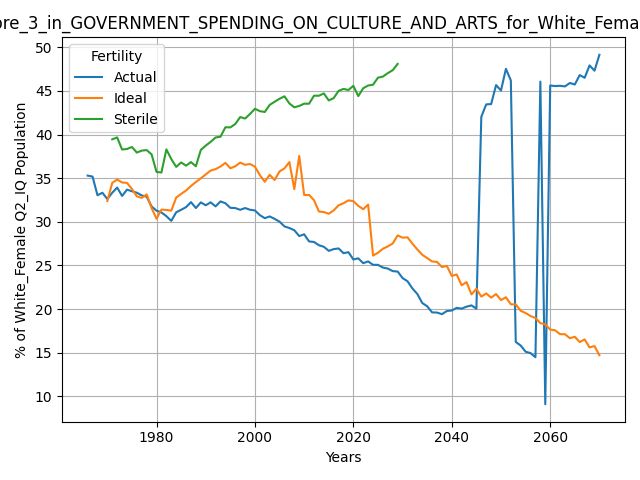 ore_3_in_GOVERNMENT_SPENDING_ON_CULTURE_AND_ARTS_for_White_Fema
50
45
40
35
30
25
20
15
10
% of White_Female Q2_IQ Population
Fertility
Actual
Ideal
Sterile
1980
2000
2020
2040
2060
Years